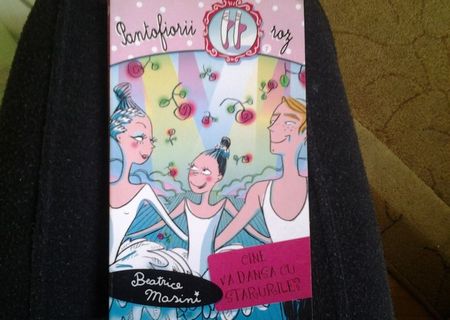 Pantofiorii roz
Beatrice
Masini
CINE
VA DANSA CU
STARURILE?